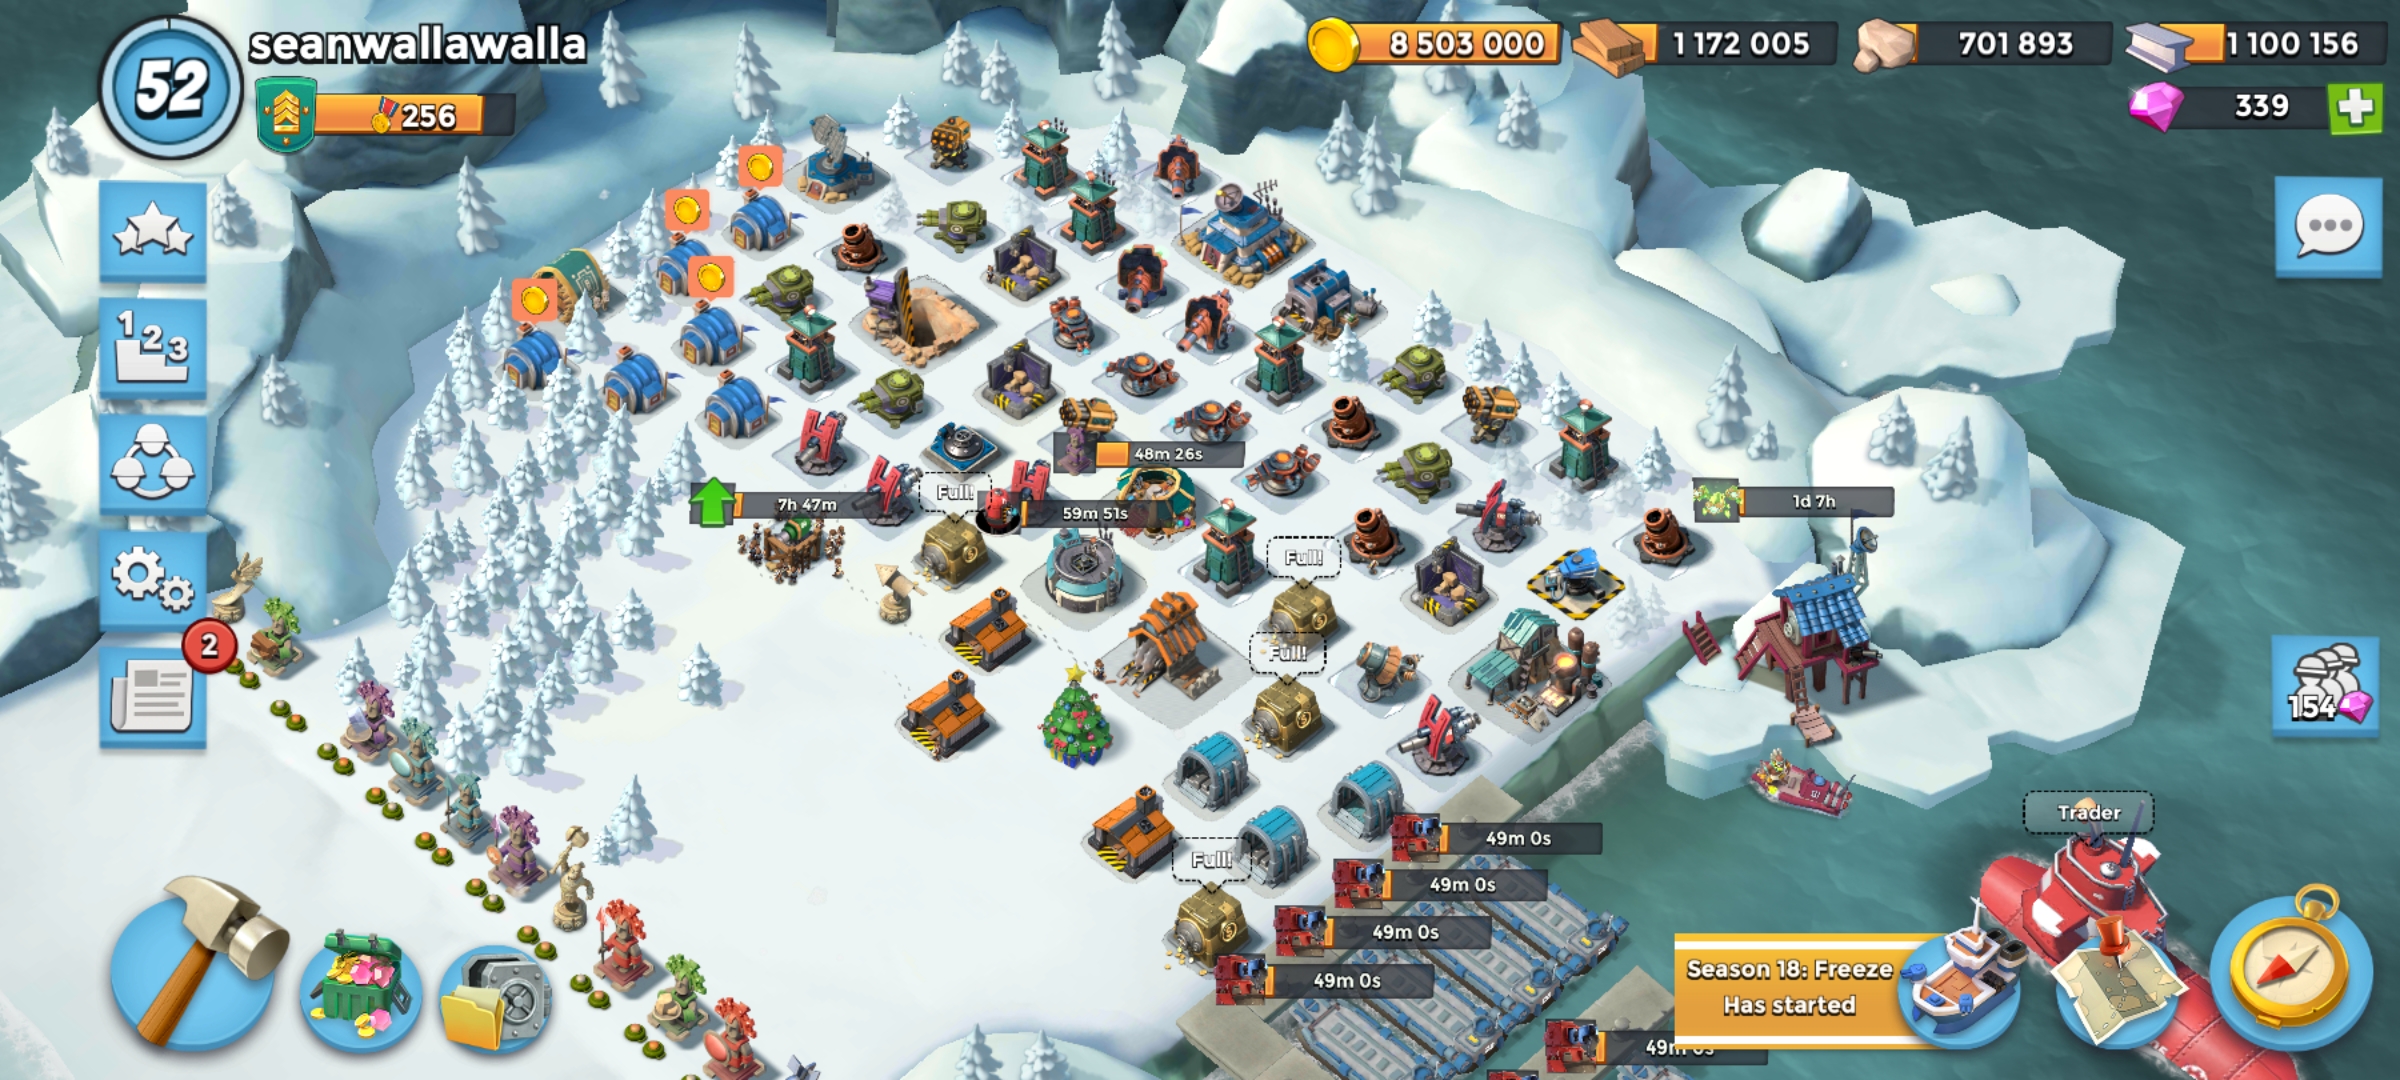 52
seanwallawalla
256
8 503 000
1 172 005
701 893
1 100 156
339
123
2
48m 26s
7h 47m
Full!
59m 51s
1d 7h
Full!
Full!
154
Trader
49m 0s
Full!
49m 0s
49m 0s
49m 0s
Season 18: Freeze
Has started